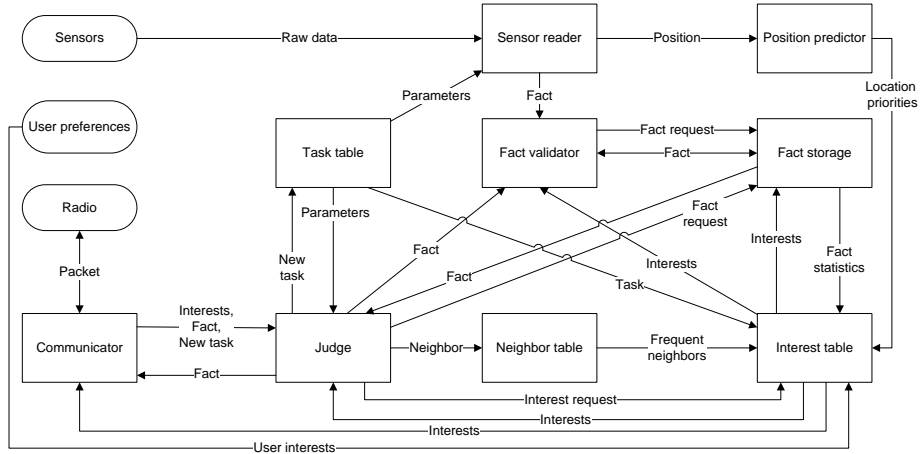 Sensors
Raw data
Sensor reader
Position
Position predictor
Location
priorities
Parameters
Fact
User preferences
Task table
Fact validator
Fact request
Fact
Fact storage
Radio
Parameters
Fact
request
New
task
Fact
Fact
Interests
Task
Interests
Fact
statistics
Packet
Interests,
Fact,
New task
Communicator
Judge
Neighbor
Neighbor table
Frequent
neighbors
Interest table
Fact
Interest request
Interests
Interests
User interests